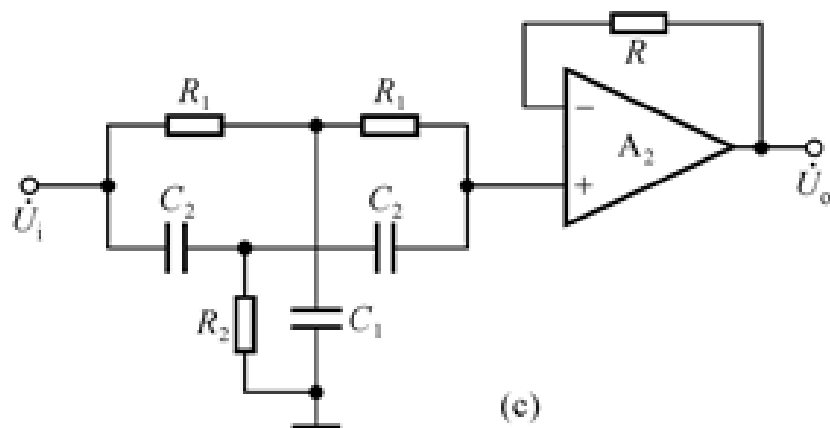 R
R₁ R₁
−
A₂
+
U̇ᵢ
U̇ₒ
C₂ C₂
R₂
C₁
(c)